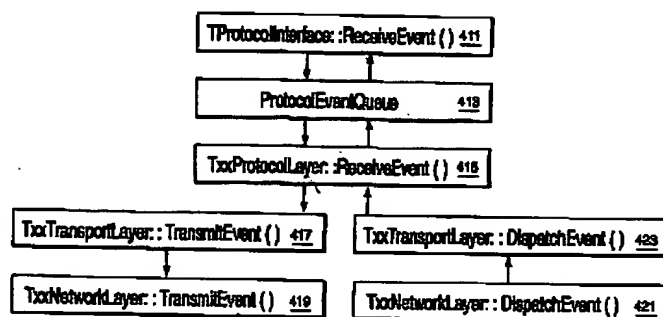 TProtocolInterface::ReceiveEvent () 411
ProtocolEventQueue 413
TxxProtocolLayer::ReceiveEvent () 415
TxxTransportLayer::TransmitEvent () 417
TxxTransportLayer::DispatchEvent () 423
TxxNetworkLayer::TransmitEvent () 419
TxxNetworkLayer::DispatchEvent () 421